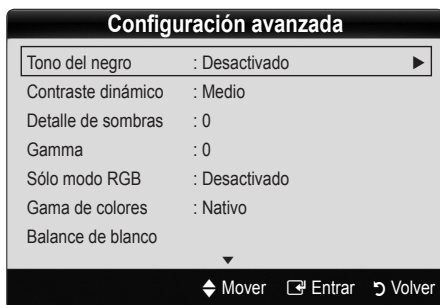 Configuración avanzada
Tono del negro : Desactivado ►
Contraste dinámico : Medio
Detalle de sombras : 0
Gamma : 0
Sólo modo RGB : Desactivado
Gama de colores : Nativo
Balance de blanco
▼
Mover Entrar Volver